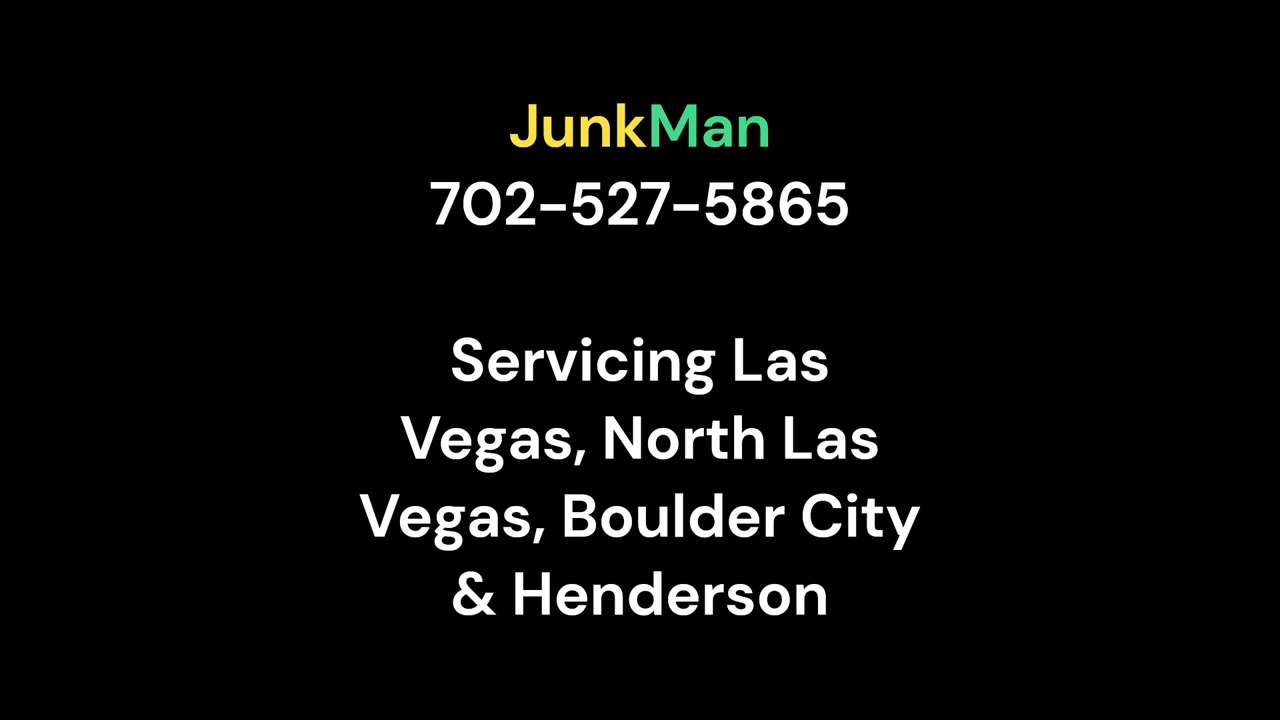 JunkMan
702-527-5865
Servicing Las
Vegas, North Las
Vegas, Boulder City
& Henderson